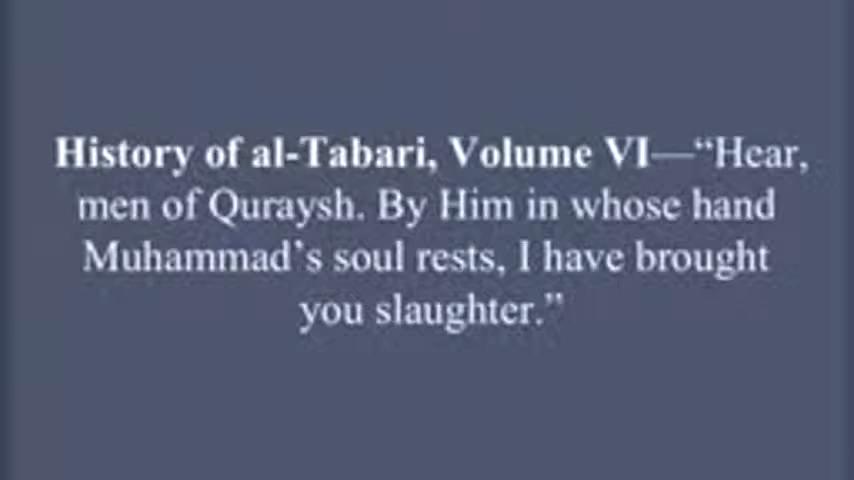 History of al-Tabari, Volume VI—“Hear,
men of Quraysh. By Him in whose hand
Muhammad’s soul rests, I have brought
you slaughter.”